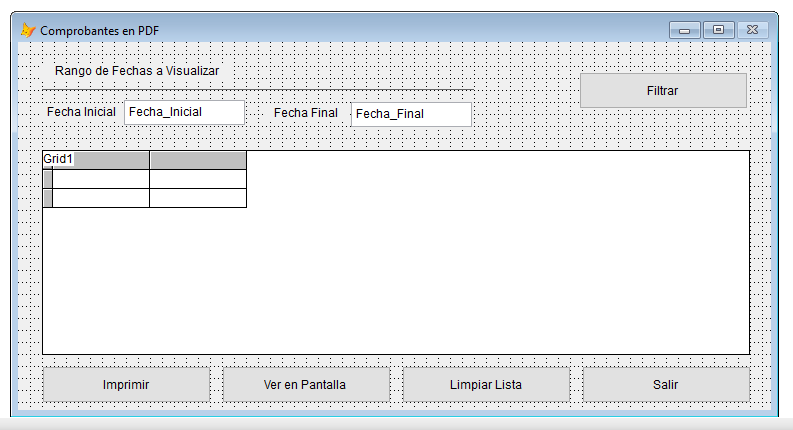 Comprobantes en PDF
Rango de Fechas a Visualizar
Filtrar
Fecha Inicial Fecha_Inicial Fecha Final Fecha_Final
Grid1
Imprimir Ver en Pantalla Limpiar Lista Salir